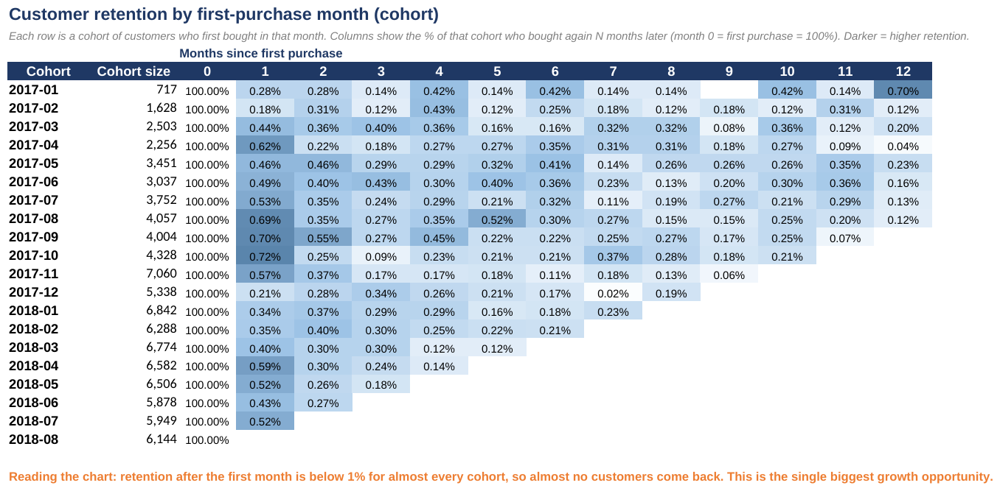 Customer retention by first-purchase month (cohort)
Each row is a cohort of customers who first bought in that month. Columns show the % of that cohort who bought again N months later (month 0 = first purchase = 100%). Darker = higher retention.
Months since first purchase
Cohort Cohort size 0 1 2 3 4 5 6 7 8 9 10 11 12
2017-01 717 100.00% 0.28% 0.28% 0.14% 0.42% 0.14% 0.42% 0.14% 0.14% 0.42% 0.14% 0.70%
2017-02 1,628 100.00% 0.18% 0.31% 0.12% 0.43% 0.12% 0.25% 0.18% 0.12% 0.18% 0.12% 0.31% 0.12%
2017-03 2,503 100.00% 0.44% 0.36% 0.40% 0.36% 0.16% 0.16% 0.32% 0.32% 0.08% 0.36% 0.12% 0.20%
2017-04 2,256 100.00% 0.62% 0.22% 0.18% 0.27% 0.27% 0.35% 0.31% 0.31% 0.18% 0.27% 0.09% 0.04%
2017-05 3,451 100.00% 0.46% 0.46% 0.29% 0.29% 0.32% 0.41% 0.14% 0.26% 0.26% 0.26% 0.35% 0.23%
2017-06 3,037 100.00% 0.49% 0.40% 0.43% 0.30% 0.40% 0.36% 0.23% 0.13% 0.20% 0.30% 0.36% 0.16%
2017-07 3,752 100.00% 0.53% 0.35% 0.24% 0.29% 0.21% 0.32% 0.11% 0.19% 0.27% 0.21% 0.29% 0.13%
2017-08 4,057 100.00% 0.69% 0.35% 0.27% 0.35% 0.52% 0.30% 0.27% 0.15% 0.15% 0.25% 0.20% 0.12%
2017-09 4,004 100.00% 0.70% 0.55% 0.27% 0.45% 0.22% 0.22% 0.25% 0.27% 0.17% 0.25% 0.07%
2017-10 4,328 100.00% 0.72% 0.25% 0.09% 0.23% 0.21% 0.21% 0.37% 0.28% 0.18% 0.21%
2017-11 7,060 100.00% 0.57% 0.37% 0.17% 0.17% 0.18% 0.11% 0.18% 0.13% 0.06%
2017-12 5,338 100.00% 0.21% 0.28% 0.34% 0.26% 0.21% 0.17% 0.02% 0.19%
2018-01 6,842 100.00% 0.34% 0.37% 0.29% 0.29% 0.16% 0.18% 0.23%
2018-02 6,288 100.00% 0.35% 0.40% 0.30% 0.25% 0.22% 0.21%
2018-03 6,774 100.00% 0.40% 0.30% 0.30% 0.12% 0.12%
2018-04 6,582 100.00% 0.59% 0.30% 0.24% 0.14%
2018-05 6,506 100.00% 0.52% 0.26% 0.18%
2018-06 5,878 100.00% 0.43% 0.27%
2018-07 5,949 100.00% 0.52%
2018-08 6,144 100.00%
Reading the chart: retention after the first month is below 1% for almost every cohort, so almost no customers come back. This is the single biggest growth opportunity.